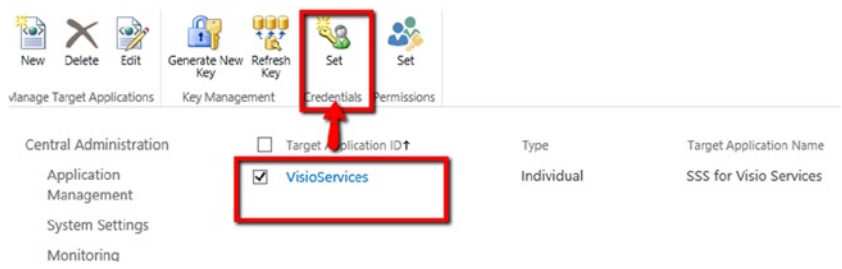 New Delete Edit Generate New Key Refresh Key Set Set
Manage Target Applications Key Management Credentials Permissions
Central Administration Target Application ID↑ Type Target Application Name
Application Management VisioServices Individual SSS for Visio Services
System Settings
Monitoring